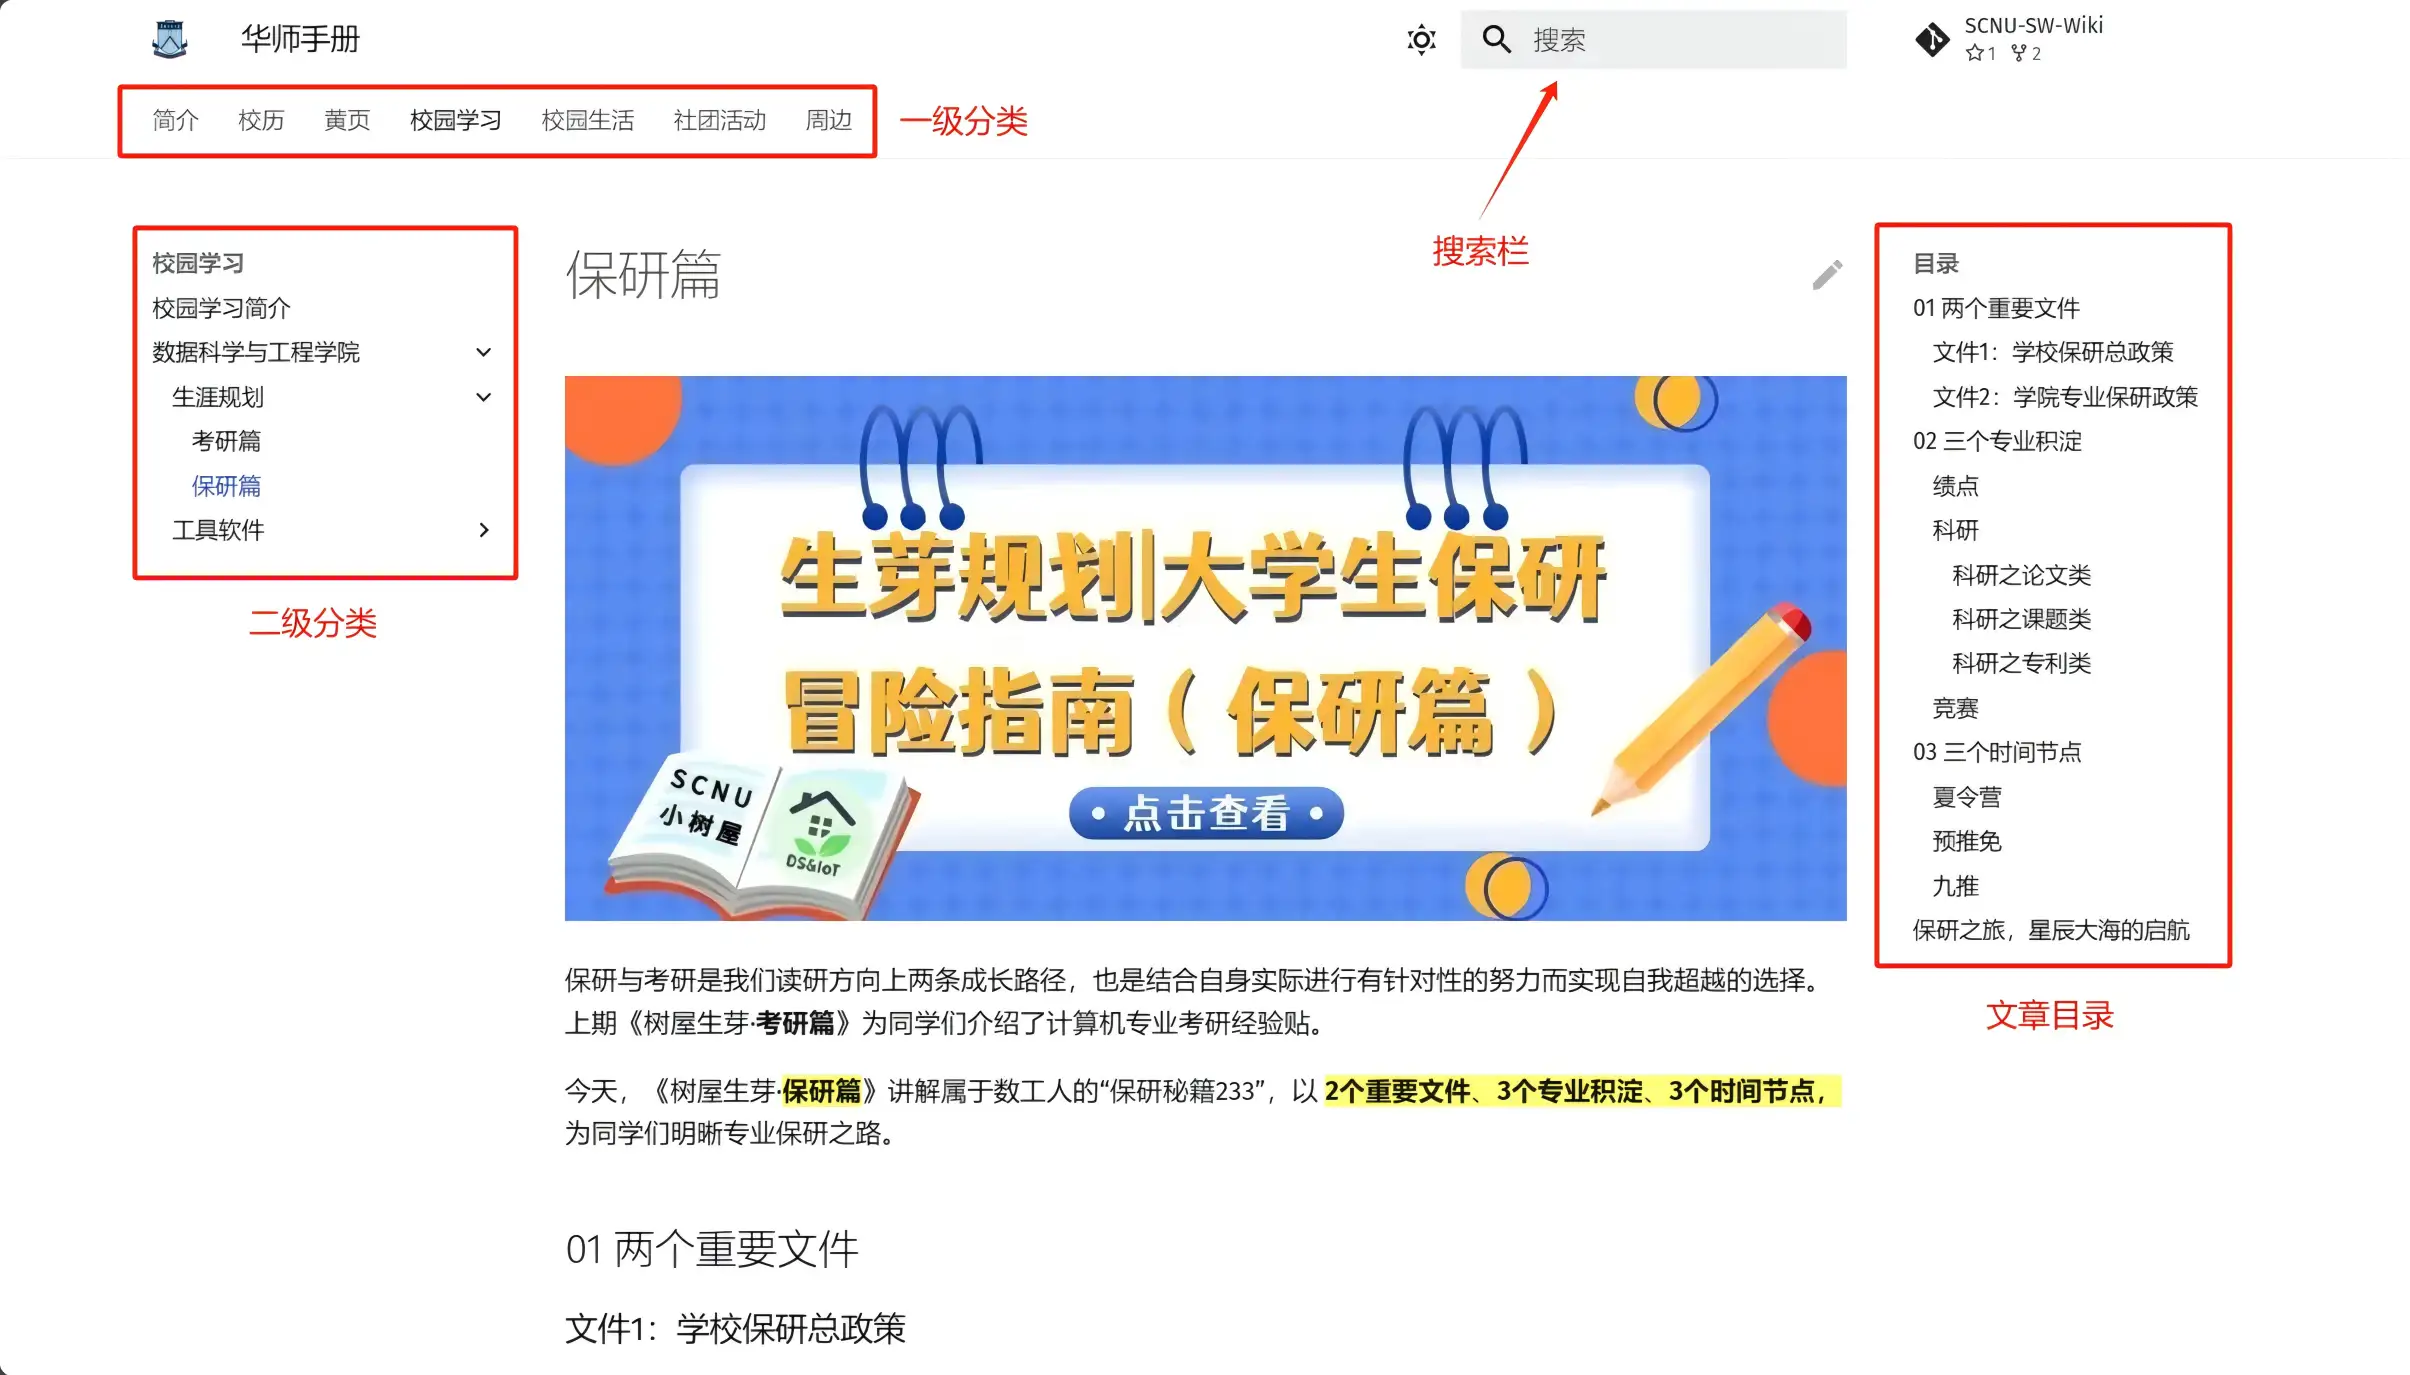 华师手册
搜索
SCNU-SW-Wiki
1 2
简介 校历 黄页 校园学习 校园生活 社团活动 周边
一级分类
搜索栏
校园学习
校园学习简介
数据科学与工程学院
生涯规划
考研篇
保研篇
工具软件
二级分类
保研篇
生芽规划|大学生保研
冒险指南（保研篇）
·点击查看·
SCNU
小树屋
DS&IoT
保研与考研是我们读研方向上两条成长路径，也是结合自身实际进行有针对性的努力而实现自我超越的选择。
上期《树屋生芽·考研篇》为同学们介绍了计算机专业考研经验贴。
今天，《树屋生芽·保研篇》讲解属于数工人的“保研秘籍233”，以 2个重要文件、3个专业积淀、3个时间节点，
为同学们明晰专业保研之路。
01 两个重要文件
文件1：学校保研总政策
目录
01 两个重要文件
文件1：学校保研总政策
文件2：学院专业保研政策
02 三个专业积淀
绩点
科研
科研之论文类
科研之课题类
科研之专利类
竞赛
03 三个时间节点
夏令营
预推免
九推
保研之旅，星辰大海的启航
文章目录